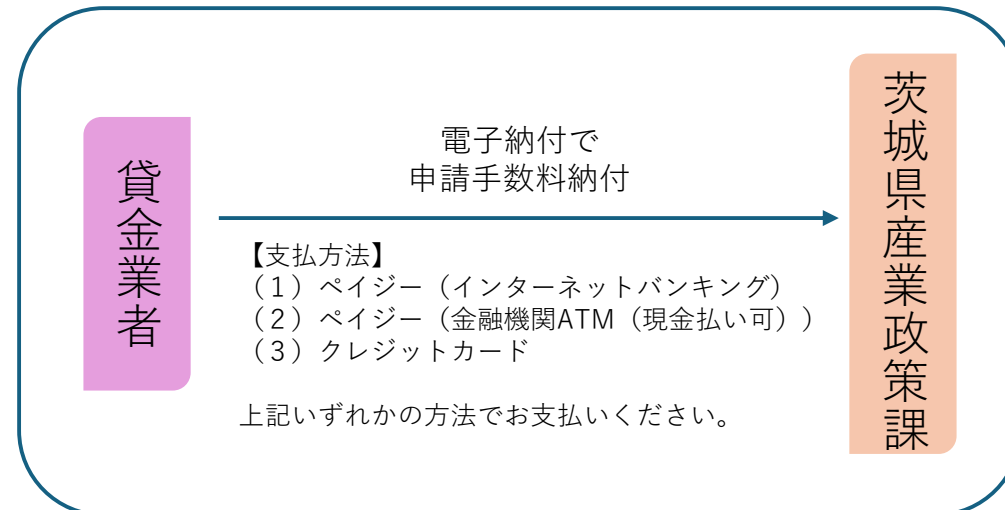 貸金業者
電子納付で
申請手数料納付
【支払方法】
(1)ペイジー(インターネットバンキング)
(2)ペイジー(金融機関ATM(現金払い可))
(3)クレジットカード
上記いずれかの方法でお支払いください。
茨城県産業政策課